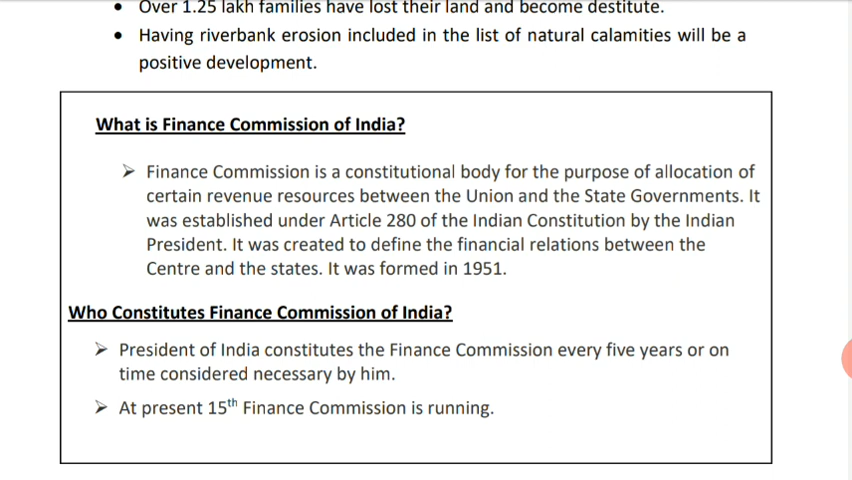 • Over 1.25 lakh families have lost their land and become destitute.
• Having riverbank erosion included in the list of natural calamities will be a
positive development.
What is Finance Commission of India?
➢ Finance Commission is a constitutional body for the purpose of allocation of
certain revenue resources between the Union and the State Governments. It
was established under Article 280 of the Indian Constitution by the Indian
President. It was created to define the financial relations between the
Centre and the states. It was formed in 1951.
Who Constitutes Finance Commission of India?
➢ President of India constitutes the Finance Commission every five years or on
time considered necessary by him.
➢ At present 15th Finance Commission is running.